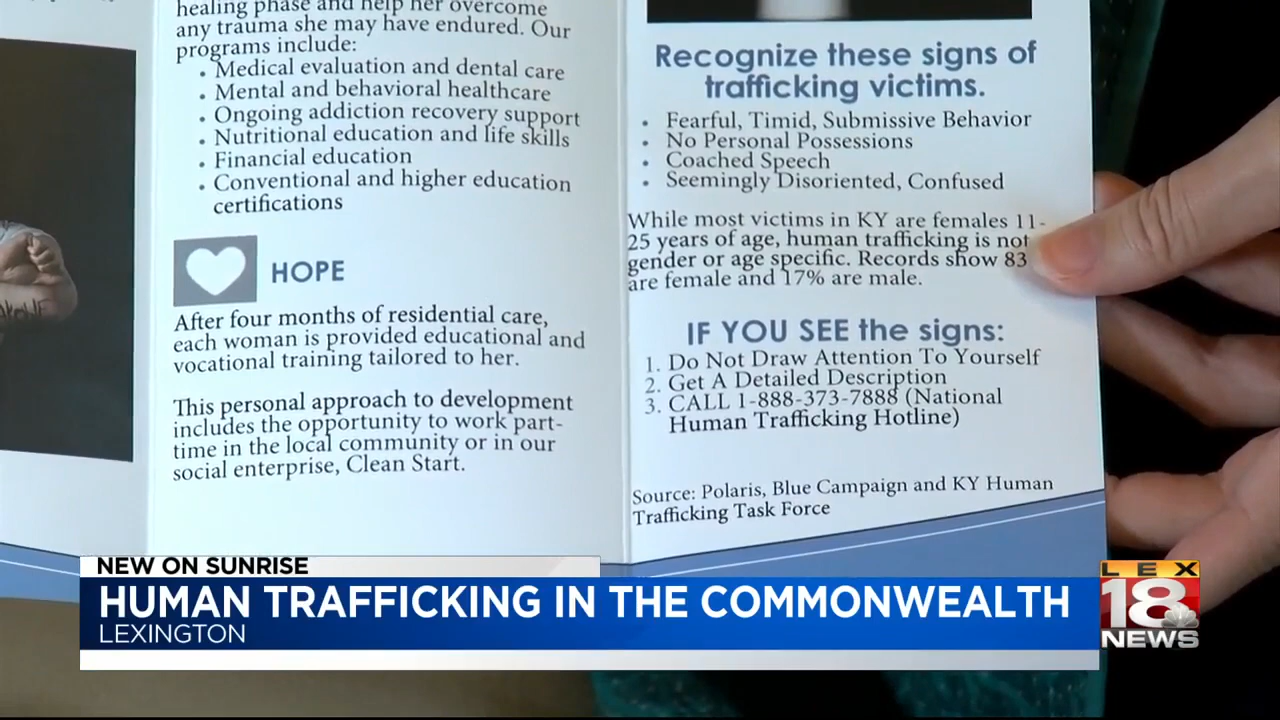 healing phase and help her overcome
any trauma she may have endured. Our
programs include:
• Medical evaluation and dental care
• Mental and behavioral healthcare
• Ongoing addiction recovery support
• Nutritional education and life skills
• Financial education
• Conventional and higher education
certifications
HOPE
After four months of residential care,
each woman is provided educational and
vocational training tailored to her.
This personal approach to development
includes the opportunity to work part-
time in the local community or in our
social enterprise, Clean Start.
Recognize these signs of
trafficking victims.
• Fearful, Timid, Submissive Behavior
• No Personal Possessions
• Coached Speech
• Seemingly Disoriented, Confused
While most victims in KY are females 11-
25 years of age, human trafficking is not
gender or age specific. Records show 83
are female and 17% are male.
IF YOU SEE the signs:
1. Do Not Draw Attention To Yourself
2. Get A Detailed Description
3. CALL 1-888-373-7888 (National
Human Trafficking Hotline)
Source: Polaris, Blue Campaign and KY Human
Trafficking Task Force
NEW ON SUNRISE
HUMAN TRAFFICKING IN THE COMMONWEALTH
LEXINGTON
LEX
18
NEWS